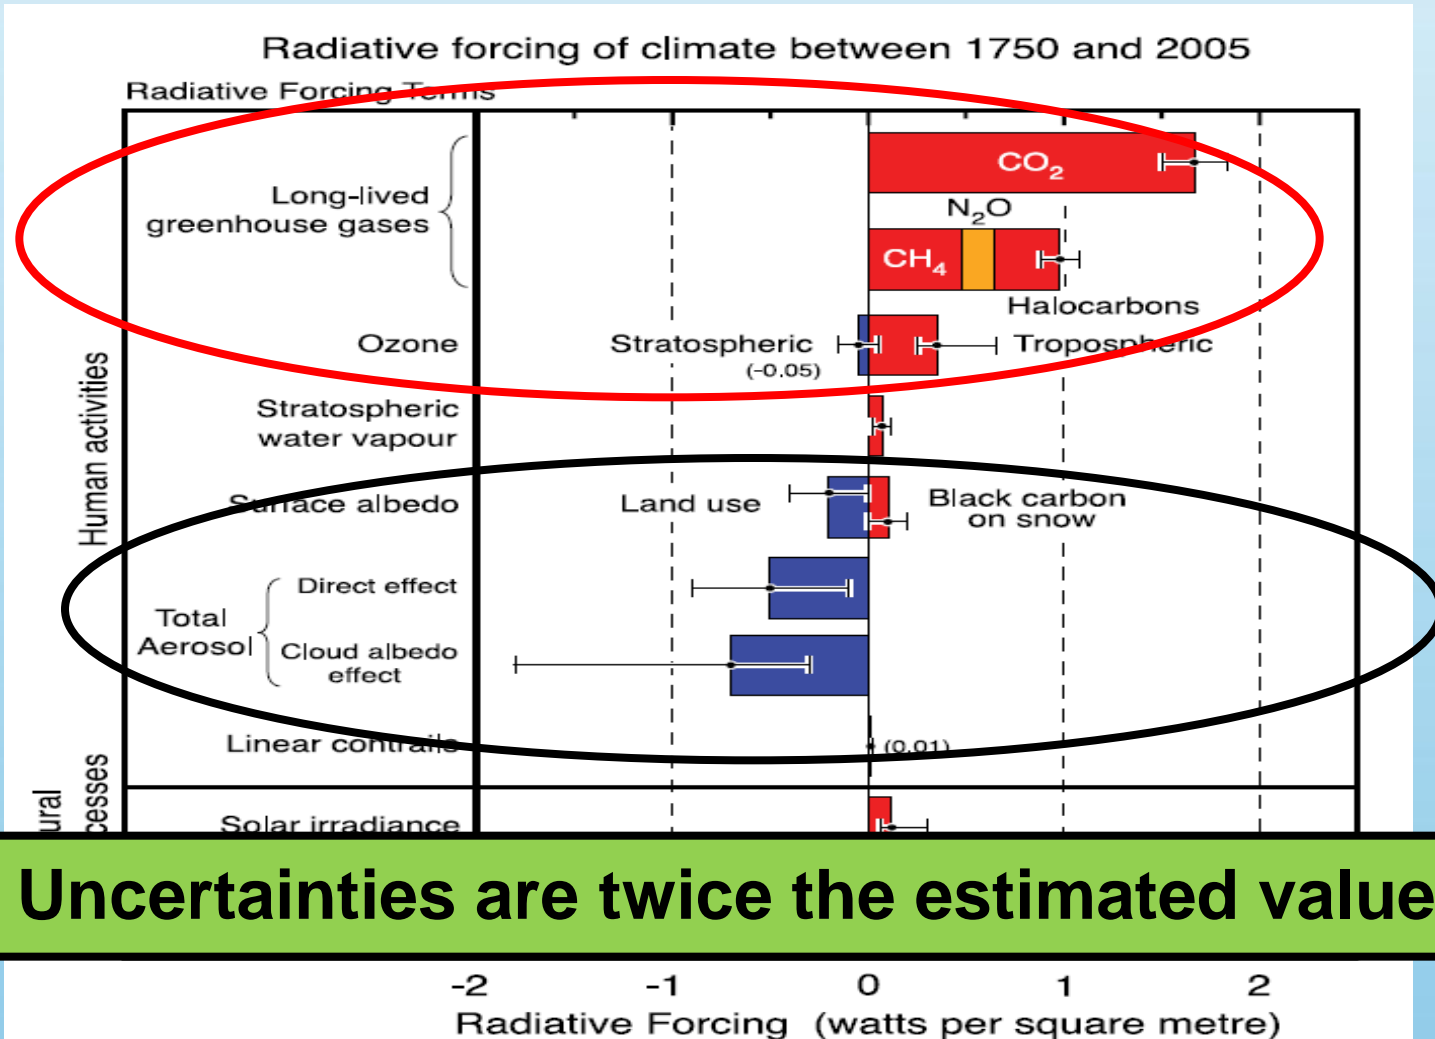 Radiative forcing of climate between 1750 and 2005
Radiative Forcing Terms
CO2
Long-lived
greenhouse gases
N2O
CH4
Halocarbons
Ozone
Stratospheric
(-0.05)
Tropospheric
Human activities
Stratospheric
water vapour
Surface albedo
Land use
Black carbon
on snow
Total
Aerosol
Direct effect
Cloud albedo
effect
Linear contrails
(0.01)
ural
cesses
Solar irradiance
Uncertainties are twice the estimated value
-2 -1 0 1 2
Radiative Forcing (watts per square metre)